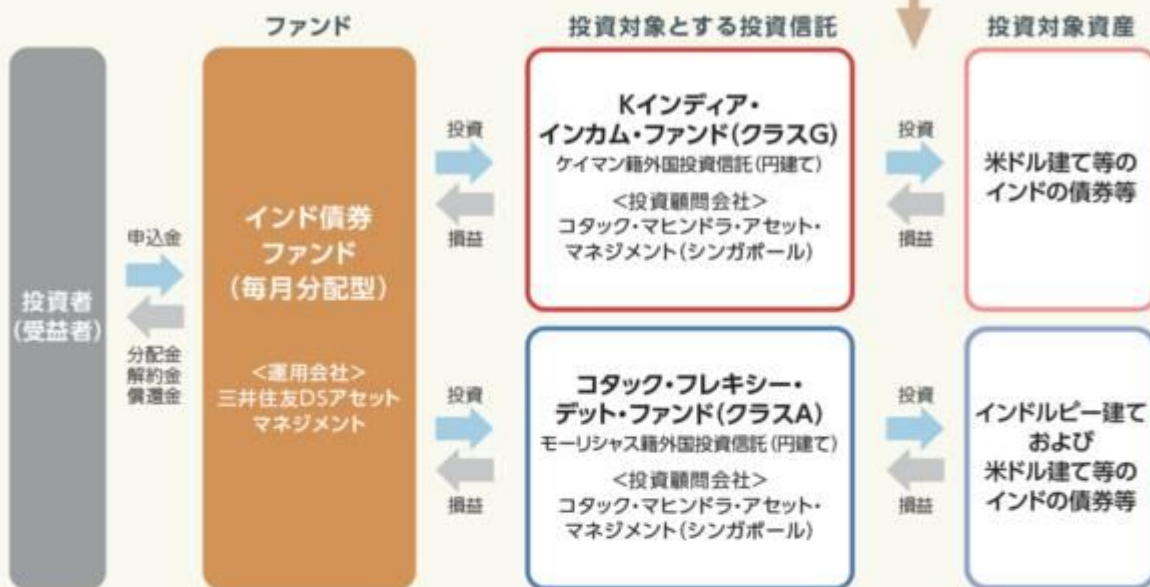 ファンド
投資対象とする投資信託
投資対象資産
投資者
(受益者)
申込金
分配金
解約金
償還金
インド債券
ファンド
(毎月分配型)
<運用会社>
三井住友DSアセット
マネジメント
投資
損益
Kインディア・
インカム・ファンド(クラスG)
ケイマン籍外国投資信託(円建て)
<投資顧問会社>
コタック・マヒンドラ・アセット・
マネジメント(シンガポール)
投資
損益
米ドル建て等の
インドの債券等
投資
損益
コタック・フレキシー・
デット・ファンド(クラスA)
モーリシャス籍外国投資信託(円建て)
<投資顧問会社>
コタック・マヒンドラ・アセット・
マネジメント(シンガポール)
投資
損益
インドルピー建て
および
米ドル建て等の
インドの債券等